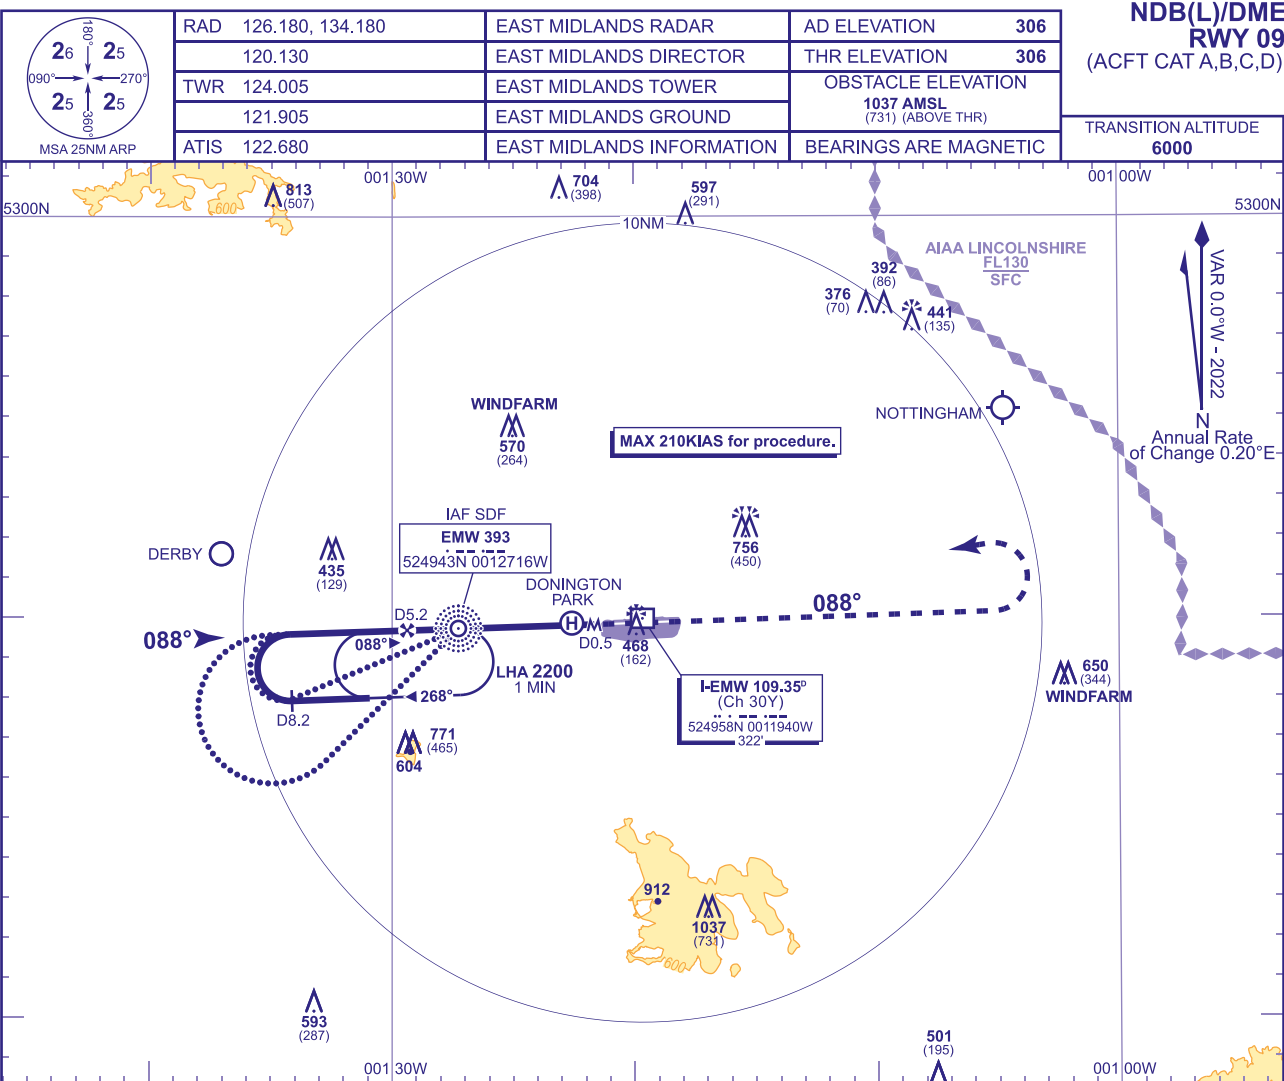 NDB(L)/DME
RWY 09
(ACFT CAT A,B,C,D)
TRANSITION ALTITUDE
6000
180°
26 25
090° 270°
25 25
360°
MSA 25NM ARP
RAD 126.180, 134.180 EAST MIDLANDS RADAR
120.130 EAST MIDLANDS DIRECTOR
TWR 124.005 EAST MIDLANDS TOWER
121.905 EAST MIDLANDS GROUND
ATIS 122.680 EAST MIDLANDS INFORMATION
AD ELEVATION 306
THR ELEVATION 306
OBSTACLE ELEVATION
1037 AMSL
(731) (ABOVE THR)
BEARINGS ARE MAGNETIC
001:30W
001:00W
5300N
5300N
813
(507)
600
704
(398)
597
(291)
10NM
AIAA LINCOLNSHIRE
FL130
SFC
392
(86)
376
(70)
441
(135)
VAR 0.0°W - 2022
N
Annual Rate
of Change 0.20°E
NOTTINGHAM
WINDFARM
570
(264)
MAX 210KIAS for procedure.
IAF SDF
EMW 393
524943N 0012716W
756
(450)
DERBY
435
(129)
DONINGTON
PARK
H
D5.2
D0.5
088°
088°
088°
468
(162)
LHA 2200
1 MIN
268°
D8.2
I-EMW 109.35D
(Ch 30Y)
524958N 0011940W
322'
650
(344)
WINDFARM
771
(465)
604
912
1037
(731)
600
593
(287)
501
(195)
001:30W
001:00W